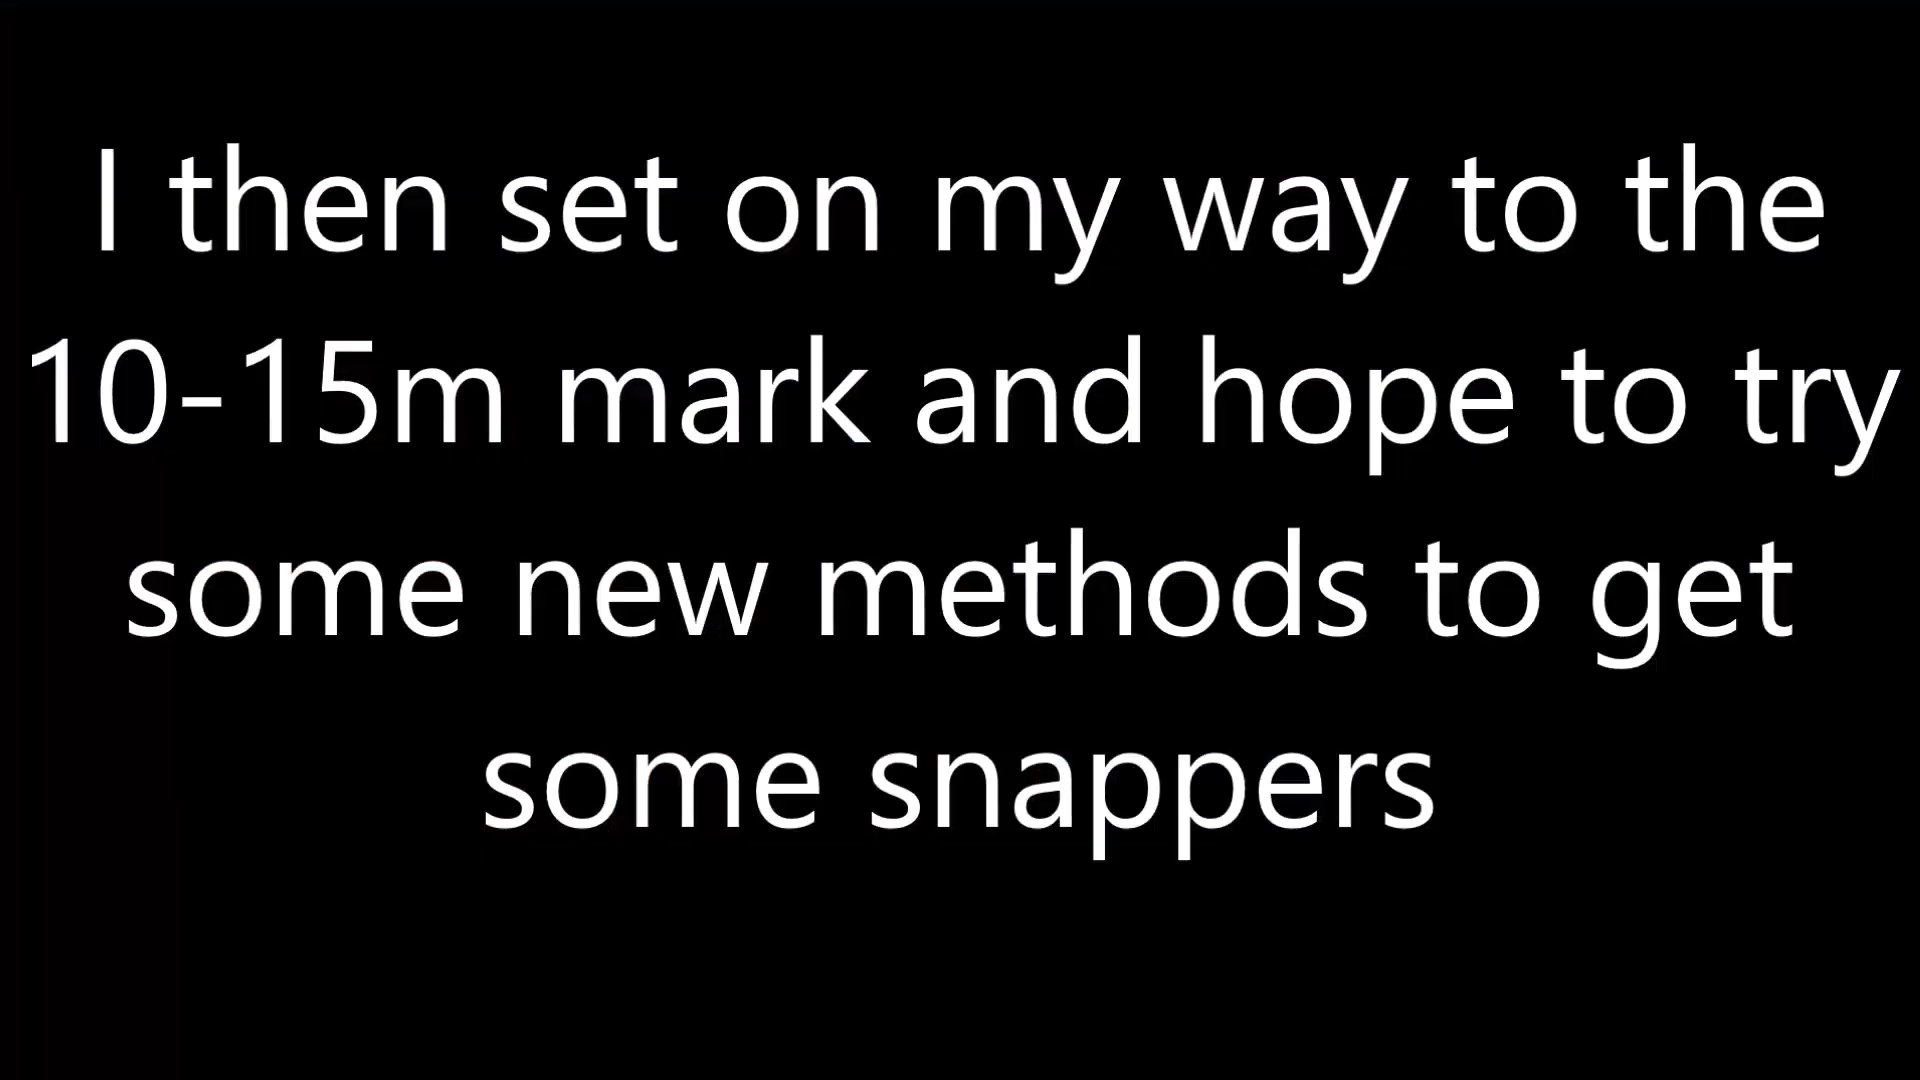 I then set on my way to the
10-15m mark and hope to try
some new methods to get
some snappers